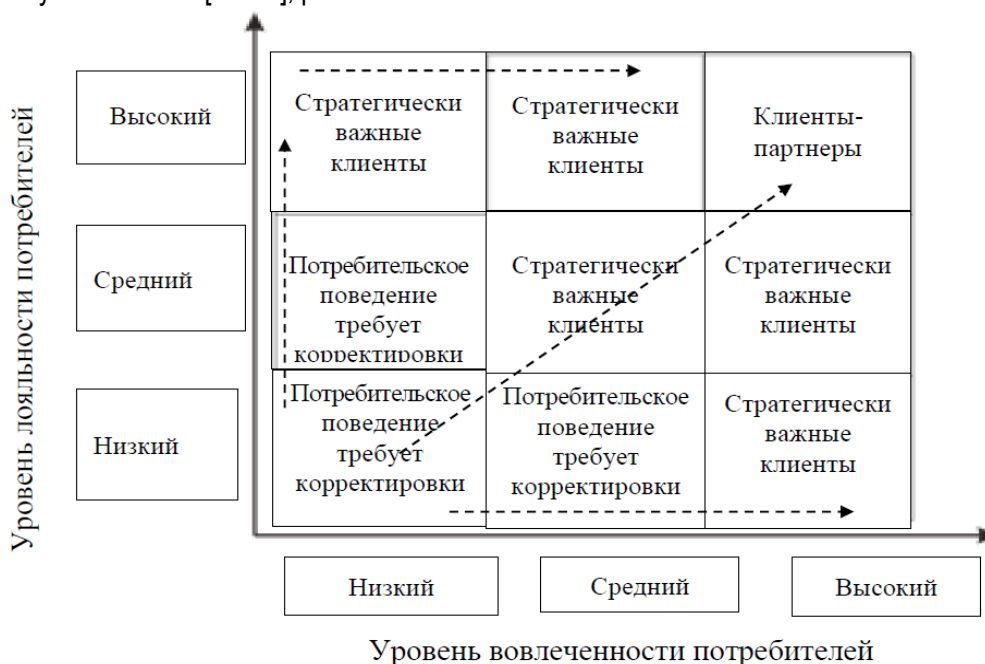 Уровень лояльности потребителей
Высокий
Стратегически
важные
клиенты
Стратегически
важные
клиенты
Клиенты-
партнеры
Средний
Потребительское
поведение
требует
корректировки
Стратегически
важные
клиенты
Стратегически
важные
клиенты
Низкий
Потребительское
поведение
требует
корректировки
Потребительское
поведение
требует
корректировки
Стратегически
важные
клиенты
Низкий
Средний
Высокий
Уровень вовлеченности потребителей